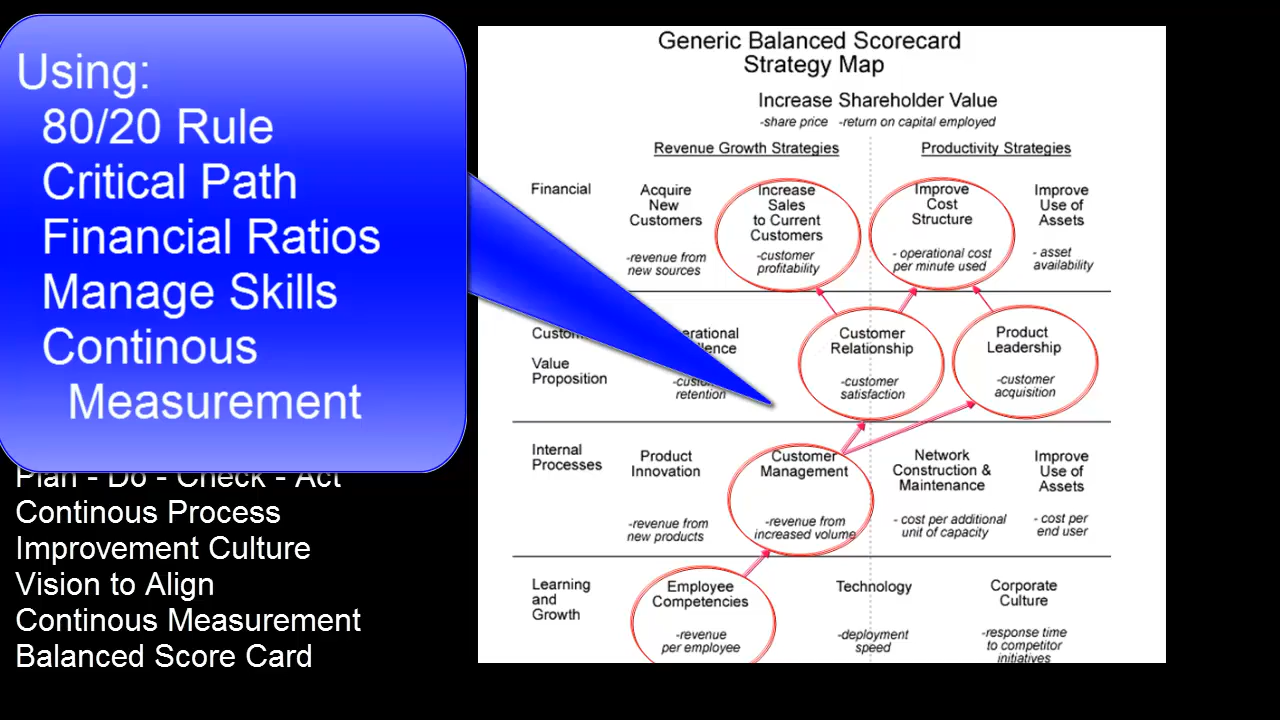 Using:
80/20 Rule
Critical Path
Financial Ratios
Manage Skills
Continous
Measurement
Plan - Do - Check - Act
Continous Process
Improvement Culture
Vision to Align
Continous Measurement
Balanced Score Card
Generic Balanced Scorecard
Strategy Map
Increase Shareholder Value
-share price -return on capital employed
Revenue Growth Strategies
Productivity Strategies
Financial
Acquire
New
Customers
-revenue from
new sources
Increase
Sales
to Current
Customers
-customer
profitability
Improve
Cost
Structure
- operational cost
per minute used
Improve
Use of
Assets
- asset
availability
Value
Proposition
retention
Customer
Relationship
-customer
satisfaction
Product
Leadership
-customer
acquisition
Internal
Processes
Product
Innovation
-revenue from
new products
Customer
Management
-revenue from
increased volume
Network
Construction &
Maintenance
- cost per additional
unit of capacity
Improve
Use of
Assets
- cost per
end user
Learning
and
Growth
Employee
Competencies
-revenue
per employee
Technology
-deployment
speed
Corporate
Culture
-response time
to competitor
initiatives